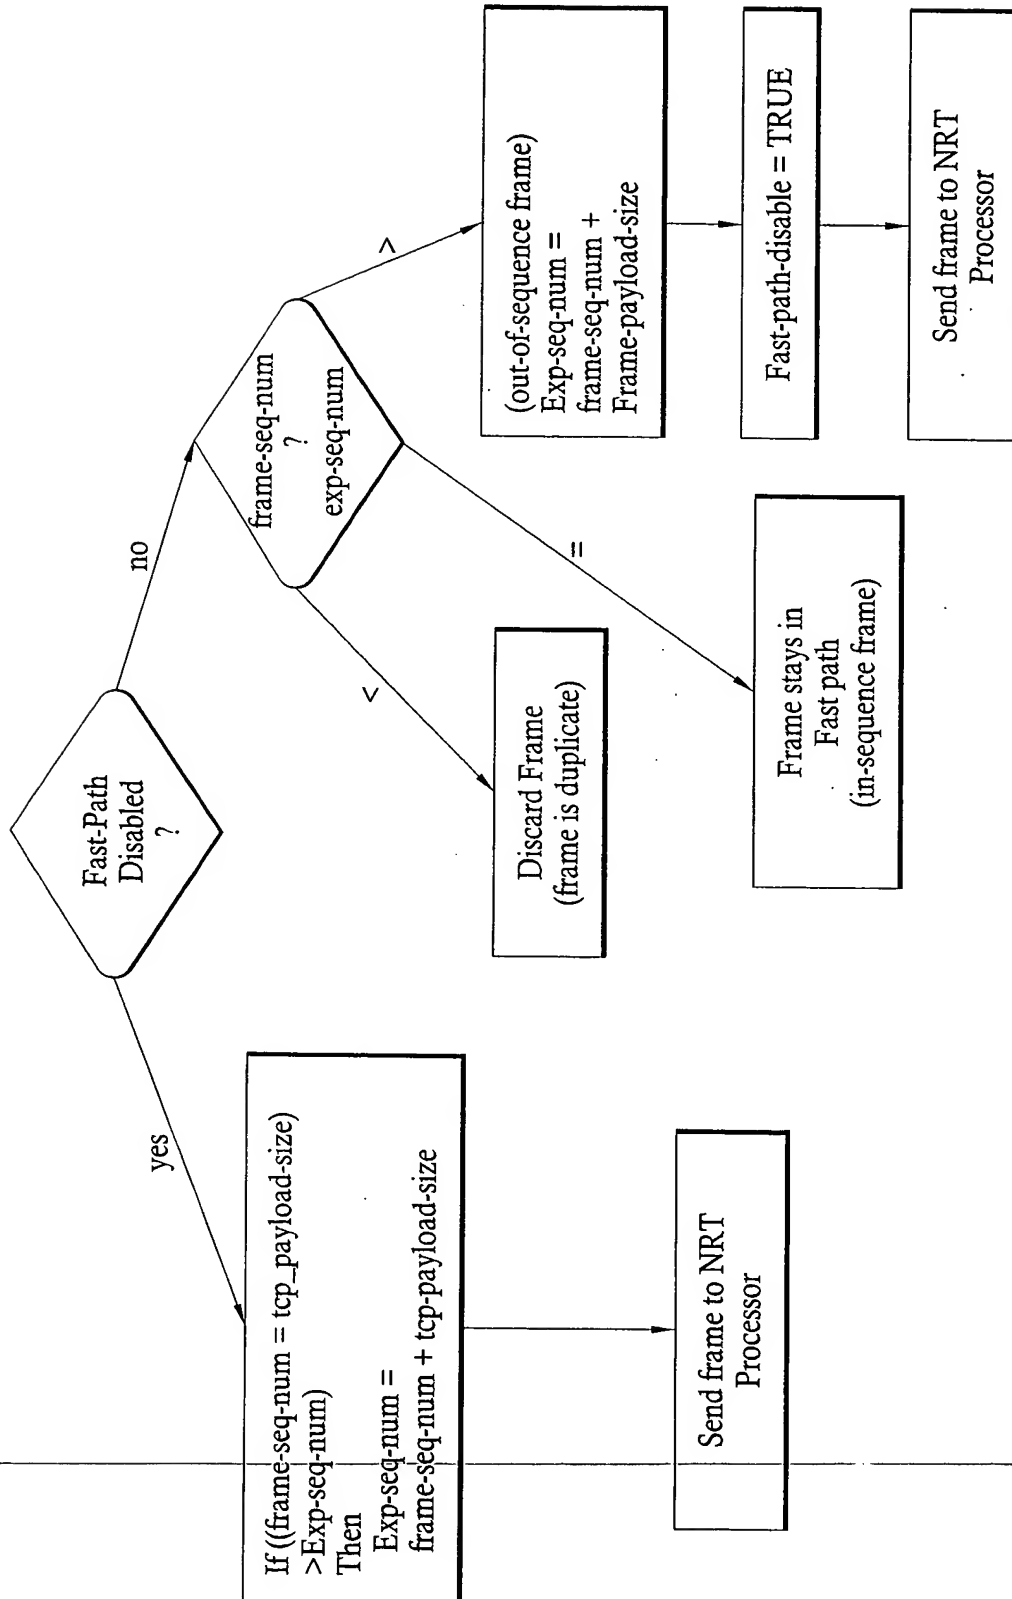 Fast-Path
Disabled
?
yes
no
If ((frame-seq-num = tcp_payload-size)
>Exp-seq-num)
Then
Exp-seq-num =
frame-seq-num + tcp-payload-size
Send frame to NRT
Processor
frame-seq-num
?
exp-seq-num
<
=
>
Discard Frame
(frame is duplicate)
Frame stays in
Fast path
(in-sequence frame)
(out-of-sequence frame)
Exp-seq-num =
frame-seq-num +
Frame-payload-size
Fast-path-disable = TRUE
Send frame to NRT
Processor